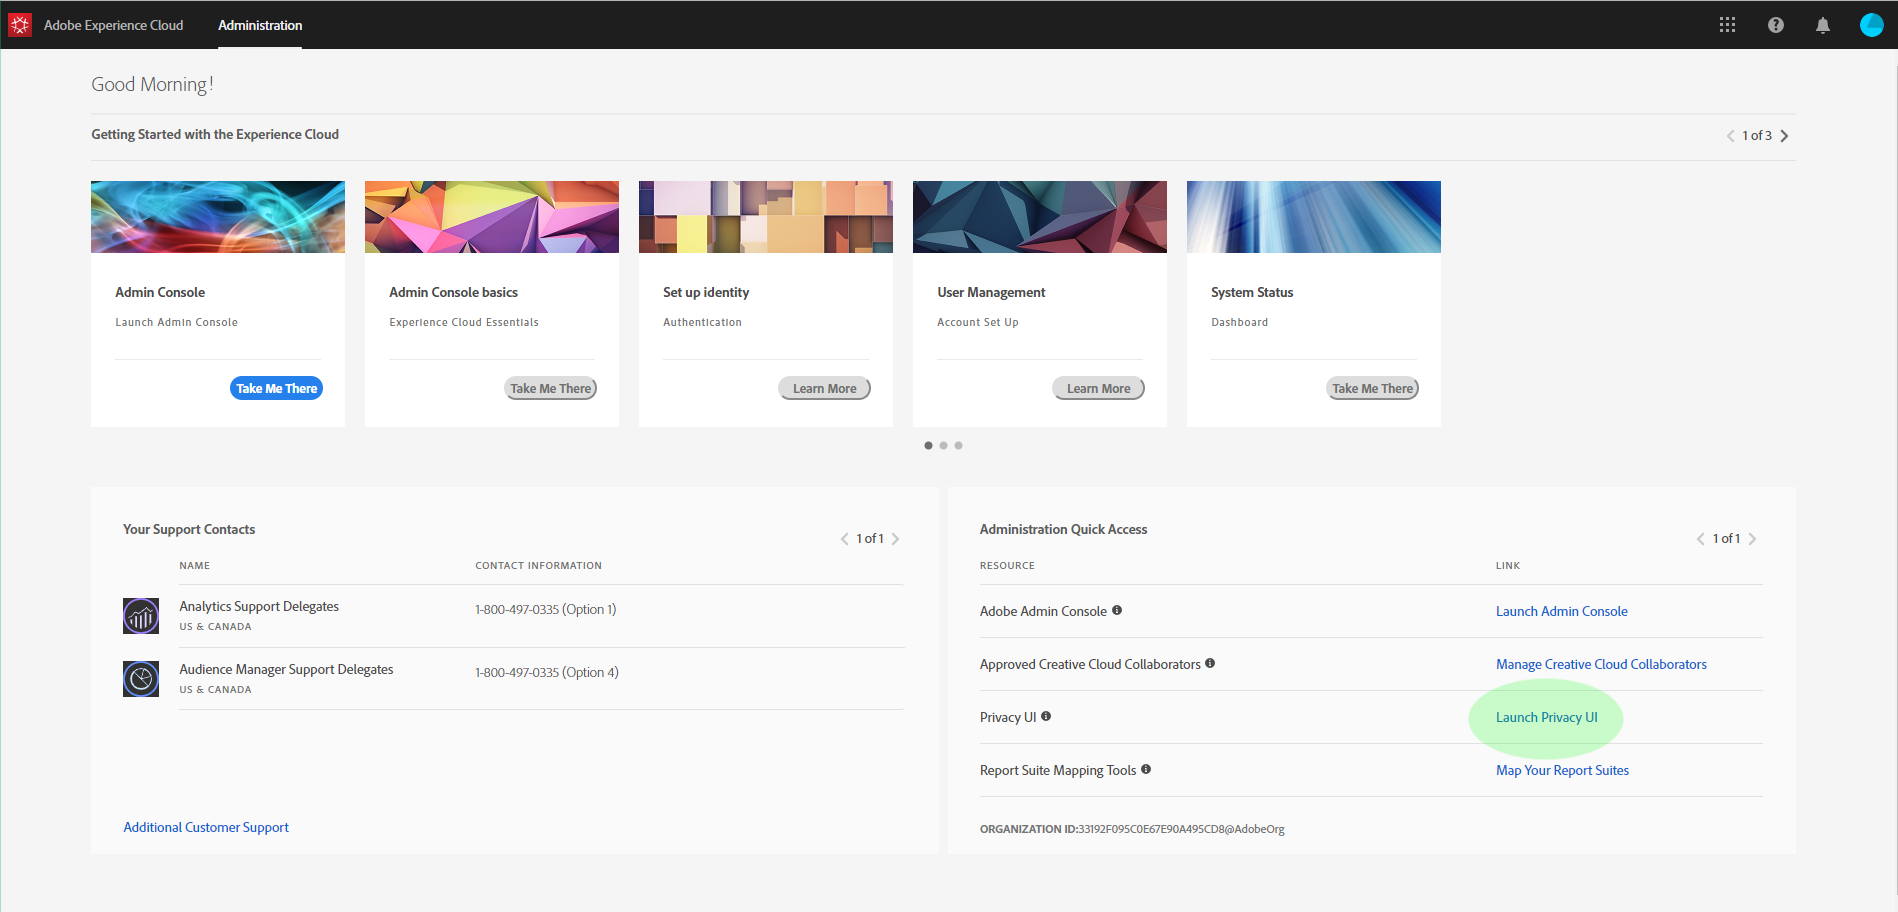 Adobe Experience Cloud
Administration
Good Morning!
Getting Started with the Experience Cloud
1 of 3
Admin Console
Launch Admin Console
Take Me There
Admin Console basics
Experience Cloud Essentials
Take Me There
Set up identity
Authentication
Learn More
User Management
Account Set Up
Learn More
System Status
Dashboard
Take Me There
Your Support Contacts
1 of 1
NAME
CONTACT INFORMATION
Analytics Support Delegates
US & CANADA
1-800-497-0335 (Option 1)
Audience Manager Support Delegates
US & CANADA
1-800-497-0335 (Option 4)
Additional Customer Support
Administration Quick Access
1 of 1
RESOURCE
LINK
Adobe Admin Console
Launch Admin Console
Approved Creative Cloud Collaborators
Manage Creative Cloud Collaborators
Privacy UI
Launch Privacy UI
Report Suite Mapping Tools
Map Your Report Suites
ORGANIZATION ID:33192F095C0E67E90A495CD8@AdobeOrg